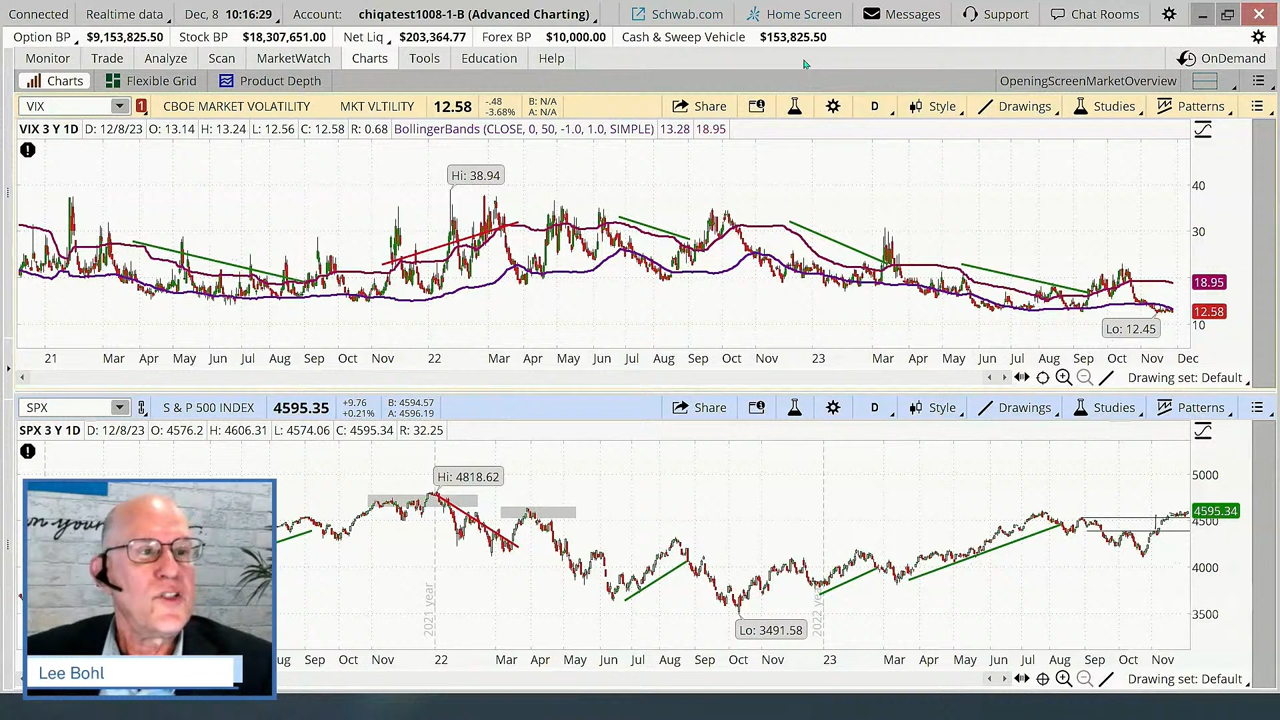 Connected Realtime data Dec, 8 10:16:29 Account: chiqatest1008-1-B (Advanced Charting) Schwab.com Home Screen Messages Support Chat Rooms
Option BP $9,153,825.50 Stock BP $18,307,651.00 Net Liq $203,364.77 Forex BP $10,000.00 Cash & Sweep Vehicle $153,825.50
Monitor Trade Analyze Scan MarketWatch Charts Tools Education Help OnDemand
Charts Flexible Grid Product Depth OpeningScreenMarketOverview
VIX 1 CBOE MARKET VOLATILITY MKT VLTILITY 12.58 -.48 B: N/A Share D Style Drawings Studies Patterns
-3.68% A: N/A
VIX 3 Y 1D D: 12/8/23 O: 13.14 H: 13.24 L: 12.56 C: 12.58 R: 0.68 BollingerBands (CLOSE, 0, 50, -1.0, 1.0, SIMPLE) 13.28 18.95
Hi: 38.94
40
30
18.95
12.58
10
Lo: 12.45
21 Mar Apr May Jun Jul Aug Sep Oct Nov 22 Mar Apr May Jun Jul Aug Sep Oct Nov 23 Mar Apr May Jun Jul Aug Sep Oct Nov Dec
Drawing set: Default
SPX S & P 500 INDEX 4595.35 +9.76 B: 4594.57 Share D Style Drawings Studies Patterns
+0.21% A: 4596.19
SPX 3 Y 1D D: 12/8/23 O: 4576.2 H: 4606.31 L: 4574.06 C: 4595.34 R: 32.25
Hi: 4818.62
5000
4595.34
4500
4000
3500
2021 year
2022 year
Lo: 3491.58
Sep Oct Nov 22 Mar Apr May Jun Jul Aug Sep Oct Nov 23 Mar Apr May Jun Jul Aug Sep Oct Nov
Lee Bohl
Drawing set: Default